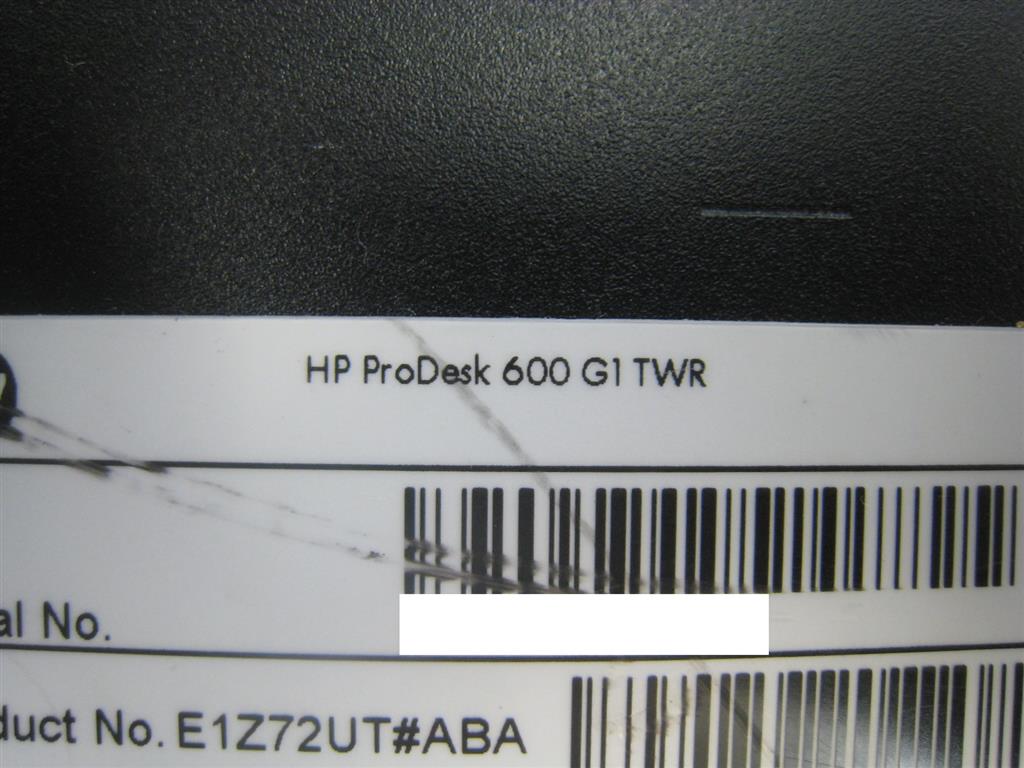 HP ProDesk 600 G1 TWR
al No.
duct No. E1Z72UT#ABA